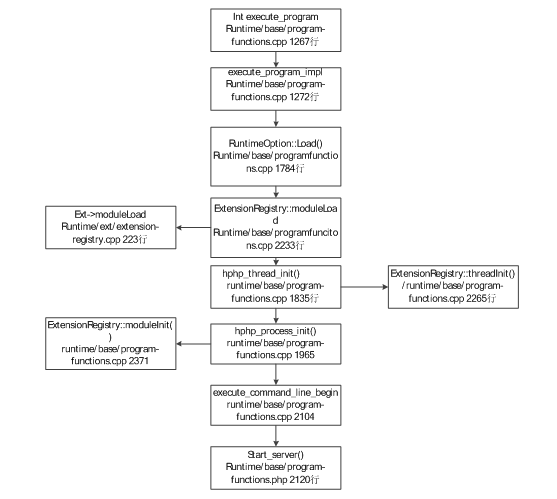 Int execute_program
Runtime/base/program-
functions.cpp 1267行
execute_program_impl
Runtime/base/program-
functions.cpp 1272行
RuntimeOption::Load()
Runtime/base/programfunctio
ns.cpp 1784行
ExtensionRegistry::moduleLoa
d
Runtime/base/programfuncito
ns.cpp 2233行
Ext->moduleLoad
Runtime/ext/extension-
registry.cpp 223行
hphp_thread_init()
runtime/base/program-
functions.cpp 1835行
ExtensionRegistry::threadInit()
/runtime/base/program-
functions.cpp 2265行
hphp_process_init()
runtime/base/program-
functions.cpp 1965
ExtensionRegistry::moduleInit(
)
runtime/base/program-
functions.cpp 2371
execute_command_line_begin
runtime/base/program-
functions.cpp 2104
Start_server()
Runtime/base/program-
functions.php 2120行